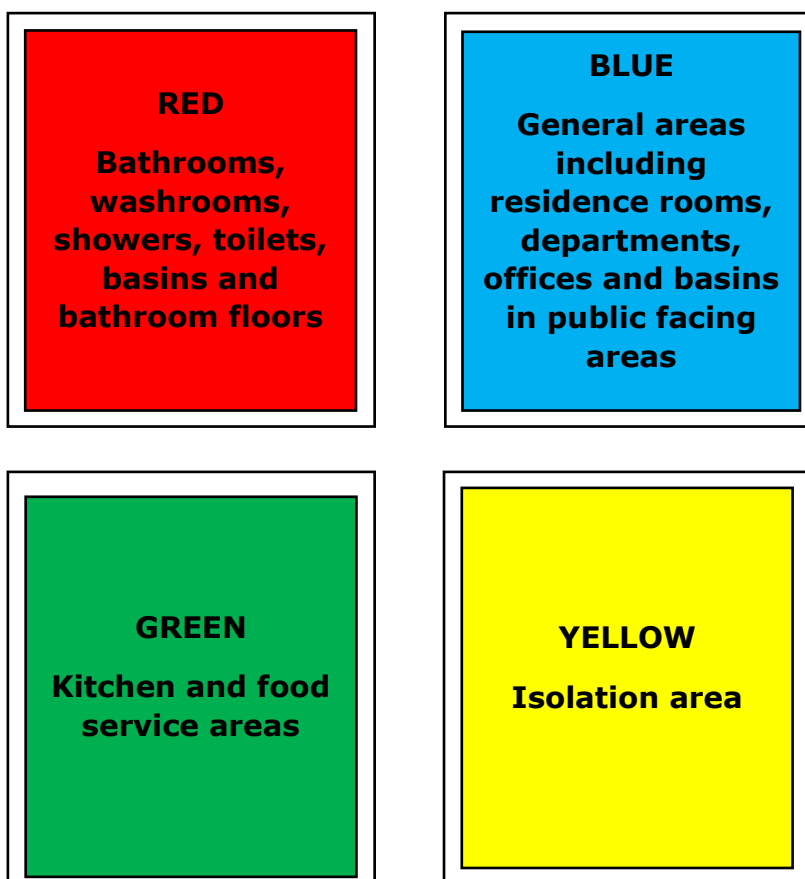 RED
Bathrooms,
washrooms,
showers, toilets,
basins and
bathroom floors
BLUE
General areas
including
residence rooms,
departments,
offices and basins
in public facing
areas
GREEN
Kitchen and food
service areas
YELLOW
Isolation area